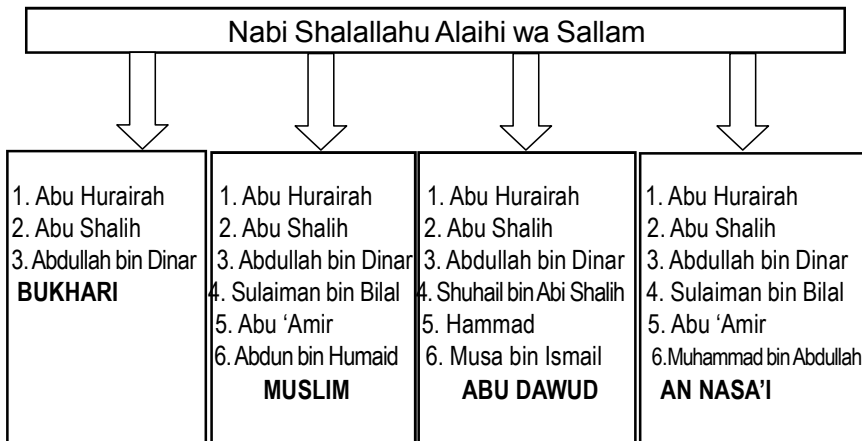 Nabi Shalallahu Alaihi wa Sallam
1. Abu Hurairah
2. Abu Shalih
3. Abdullah bin Dinar
BUKHARI
1. Abu Hurairah
2. Abu Shalih
3. Abdullah bin Dinar
4. Sulaiman bin Bilal
5. Abu ‘Amir
6. Abdun bin Humaid
MUSLIM
1. Abu Hurairah
2. Abu Shalih
3. Abdullah bin Dinar
4. Shuhail bin Abi Shalih
5. Hammad
6. Musa bin Ismail
ABU DAWUD
1. Abu Hurairah
2. Abu Shalih
3. Abdullah bin Dinar
4. Sulaiman bin Bilal
5. Abu ‘Amir
6. Muhammad bin Abdullah
AN NASA’I